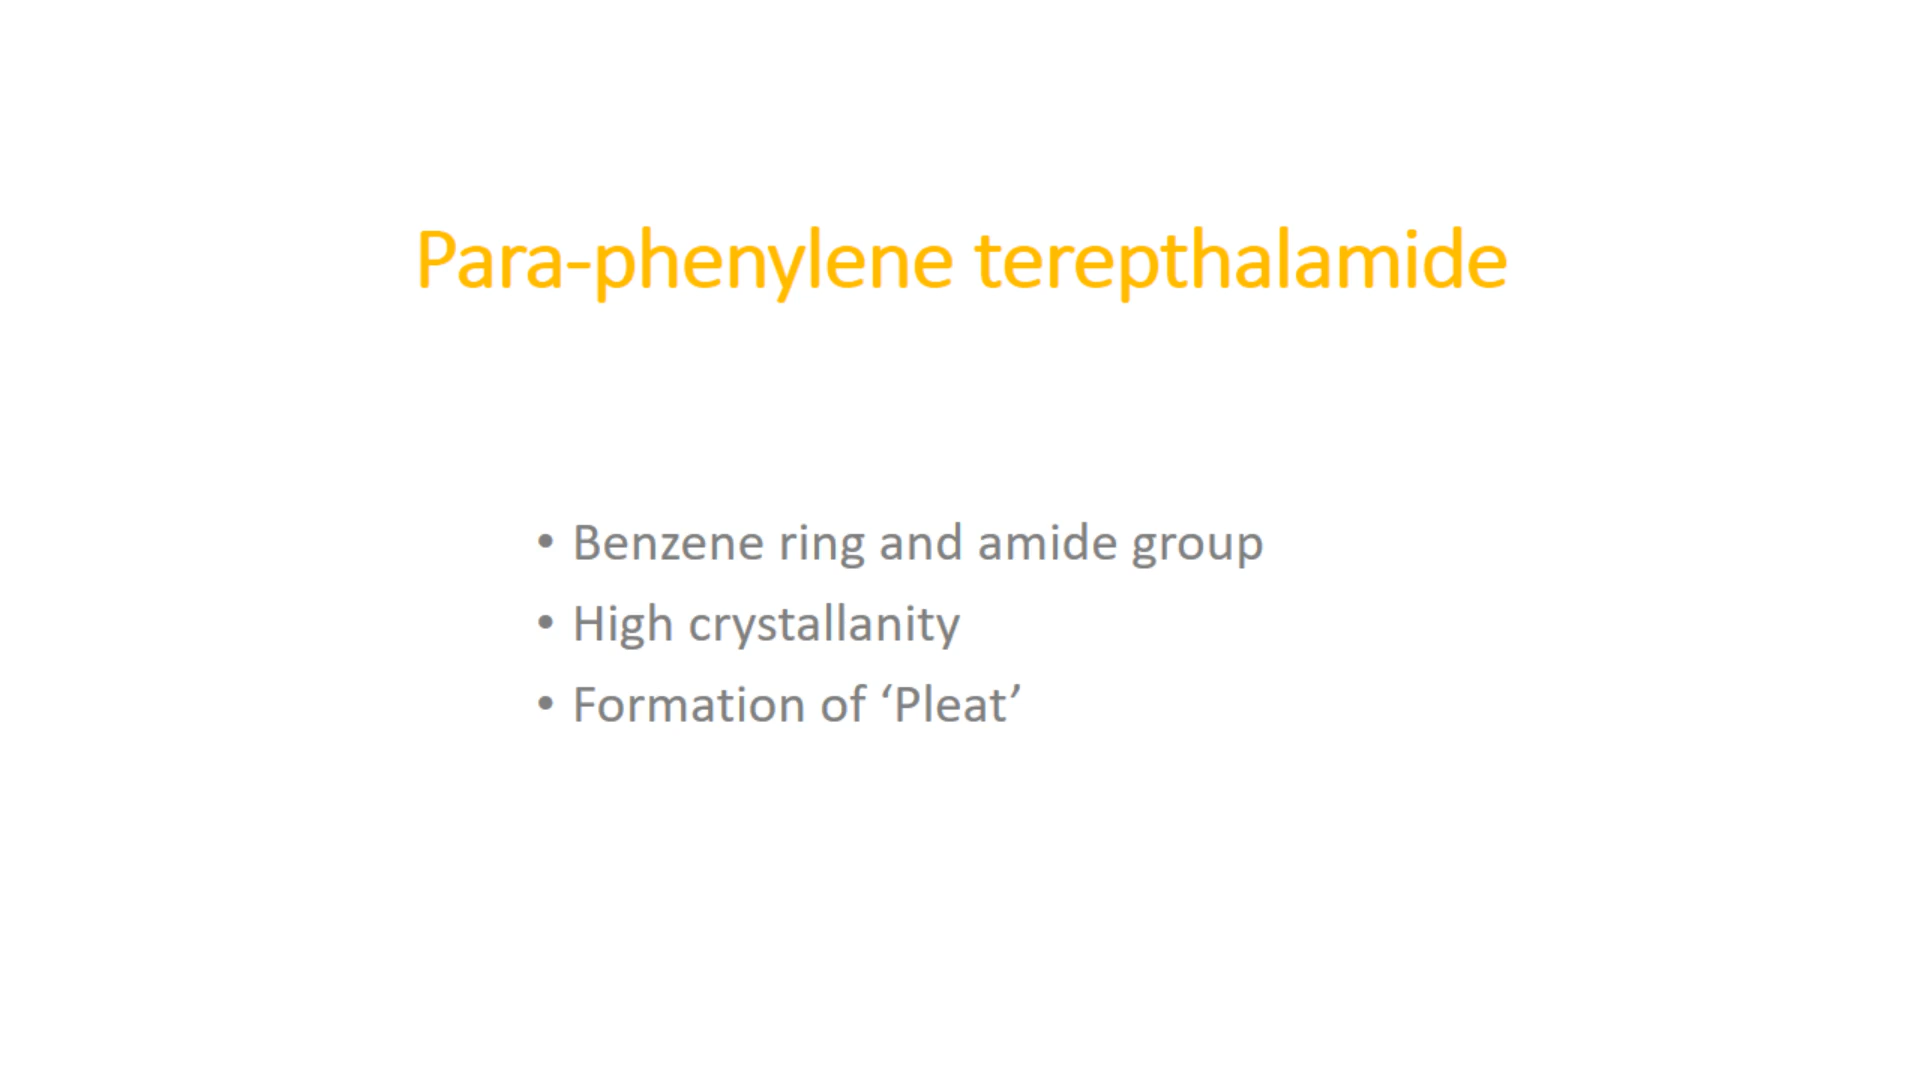 Para-phenylene terepthalamide
• Benzene ring and amide group
• High crystallanity
• Formation of ‘Pleat’